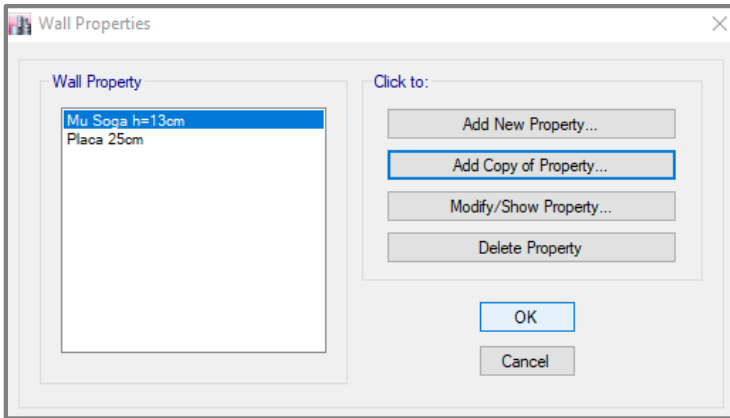 Wall Properties
Wall Property
Mu Soga h=13cm
Placa 25cm
Click to:
Add New Property...
Add Copy of Property...
Modify/Show Property...
Delete Property
OK
Cancel